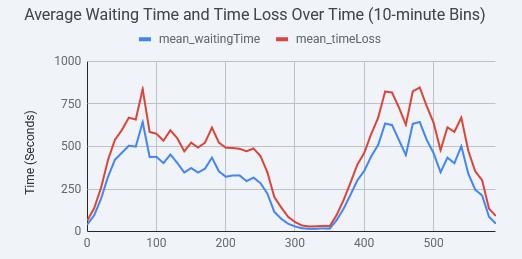 Average Waiting Time and Time Loss Over Time (10-minute Bins)
mean_waitingTime mean_timeLoss
Time (Seconds)
1000
750
500
250
0
0 100 200 300 400 500